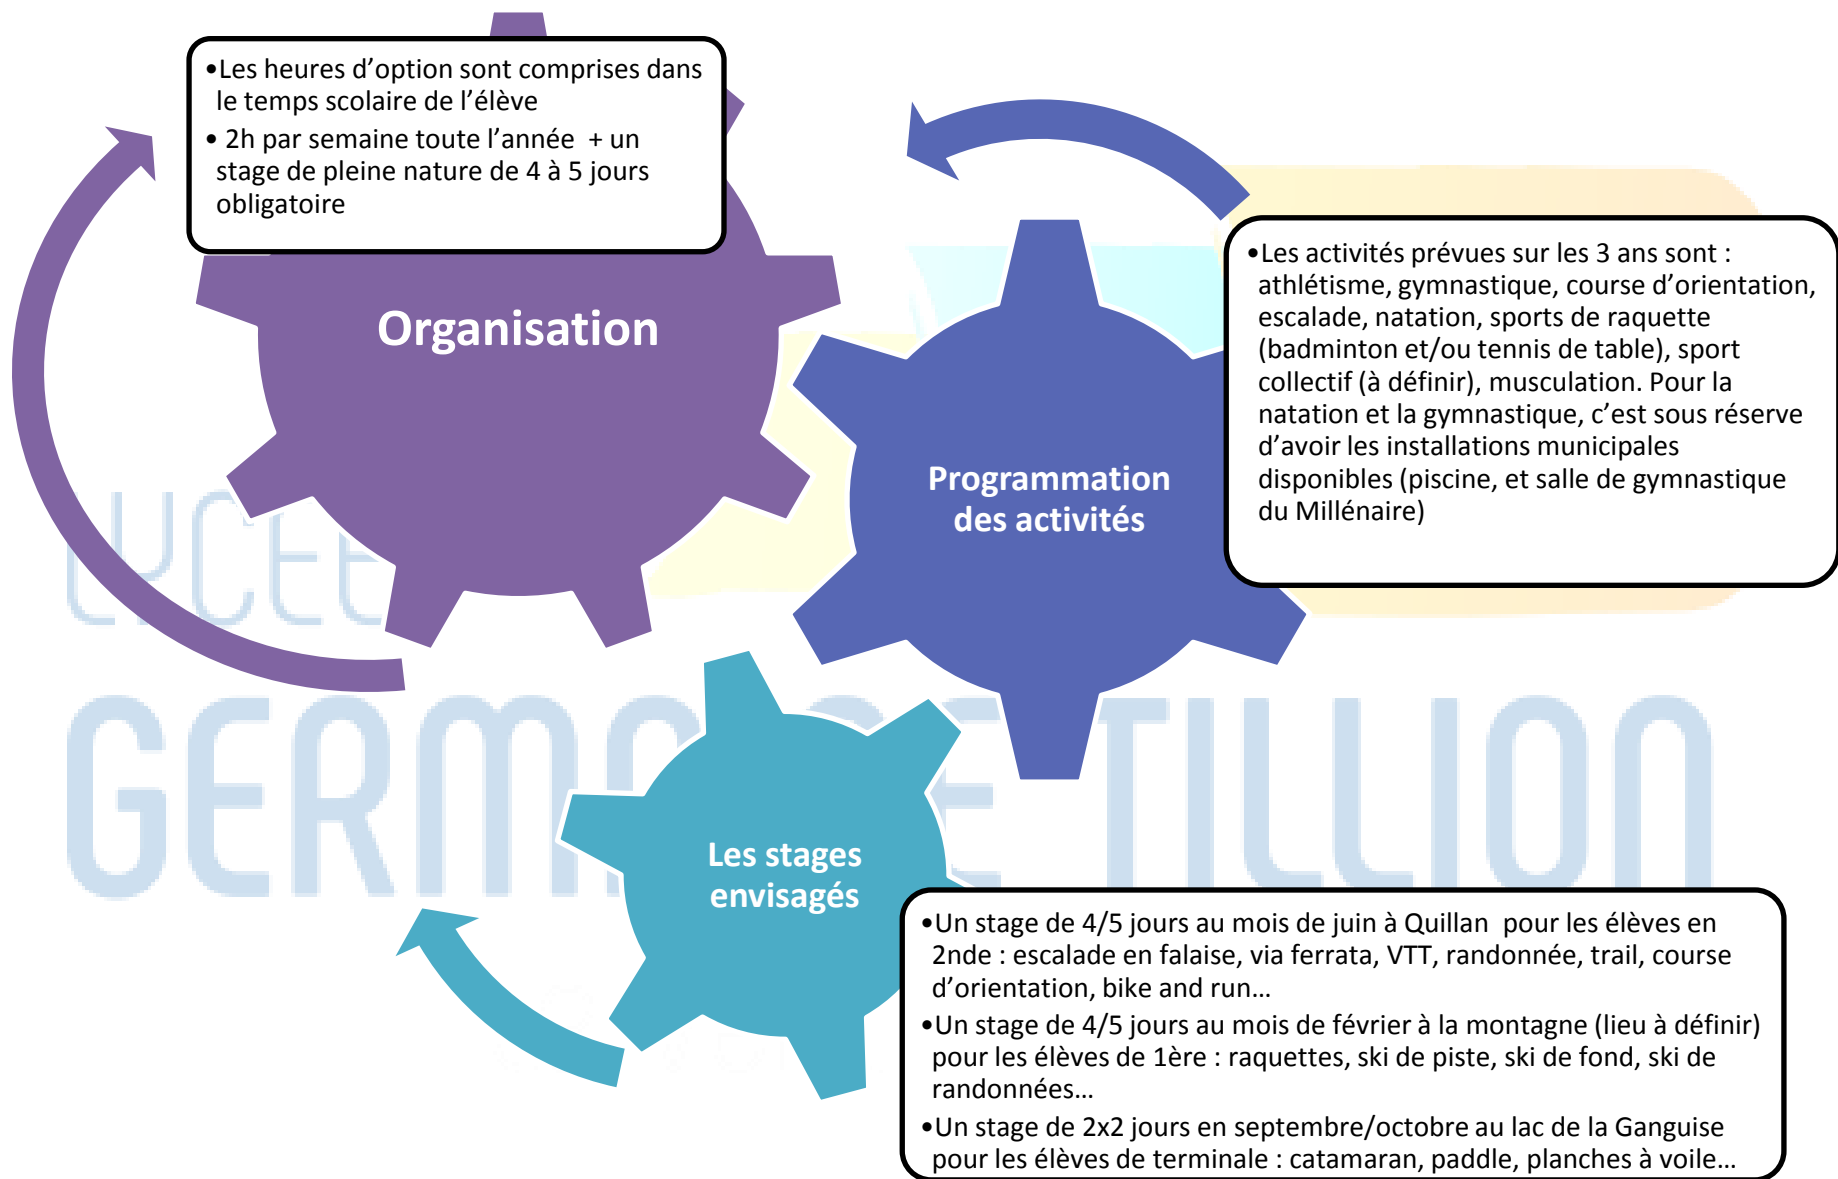 •Les heures d'option sont comprises dans
le temps scolaire de l'élève
• 2h par semaine toute l'année + un
stage de pleine nature de 4 à 5 jours
obligatoire
Organisation
•Les activités prévues sur les 3 ans sont :
athlétisme, gymnastique, course d'orientation,
escalade, natation, sports de raquette
(badminton et/ou tennis de table), sport
collectif (à définir), musculation. Pour la
natation et la gymnastique, c'est sous réserve
d'avoir les installations municipales
disponibles (piscine, et salle de gymnastique
du Millénaire)
Programmation
des activités
LYCEE
GERMAINE TILLION
Les stages
envisagés
•Un stage de 4/5 jours au mois de juin à Quillan pour les élèves en
2nde : escalade en falaise, via ferrata, VTT, randonnée, trail, course
d'orientation, bike and run…
•Un stage de 4/5 jours au mois de février à la montagne (lieu à définir)
pour les élèves de 1ère : raquettes, ski de piste, ski de fond, ski de
randonnées…
•Un stage de 2x2 jours en septembre/octobre au lac de la Ganguise
pour les élèves de terminale : catamaran, paddle, planches à voile…